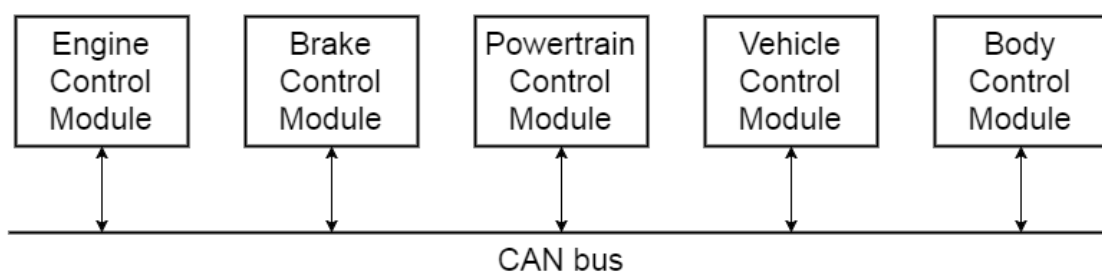 Engine
Control
Module
Brake
Control
Module
Powertrain
Control
Module
Vehicle
Control
Module
Body
Control
Module
CAN bus